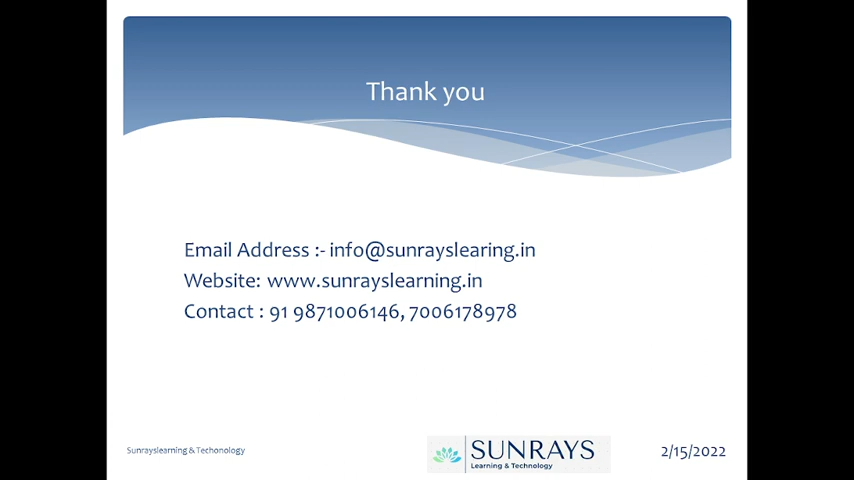 Thank you
Email Address :- info@sunrayslearing.in
Website: www.sunrayslearning.in
Contact : 91 9871006146, 7006178978
Sunrayslearning & Techonology
SUNRAYS
Learning & Technology
2/15/2022